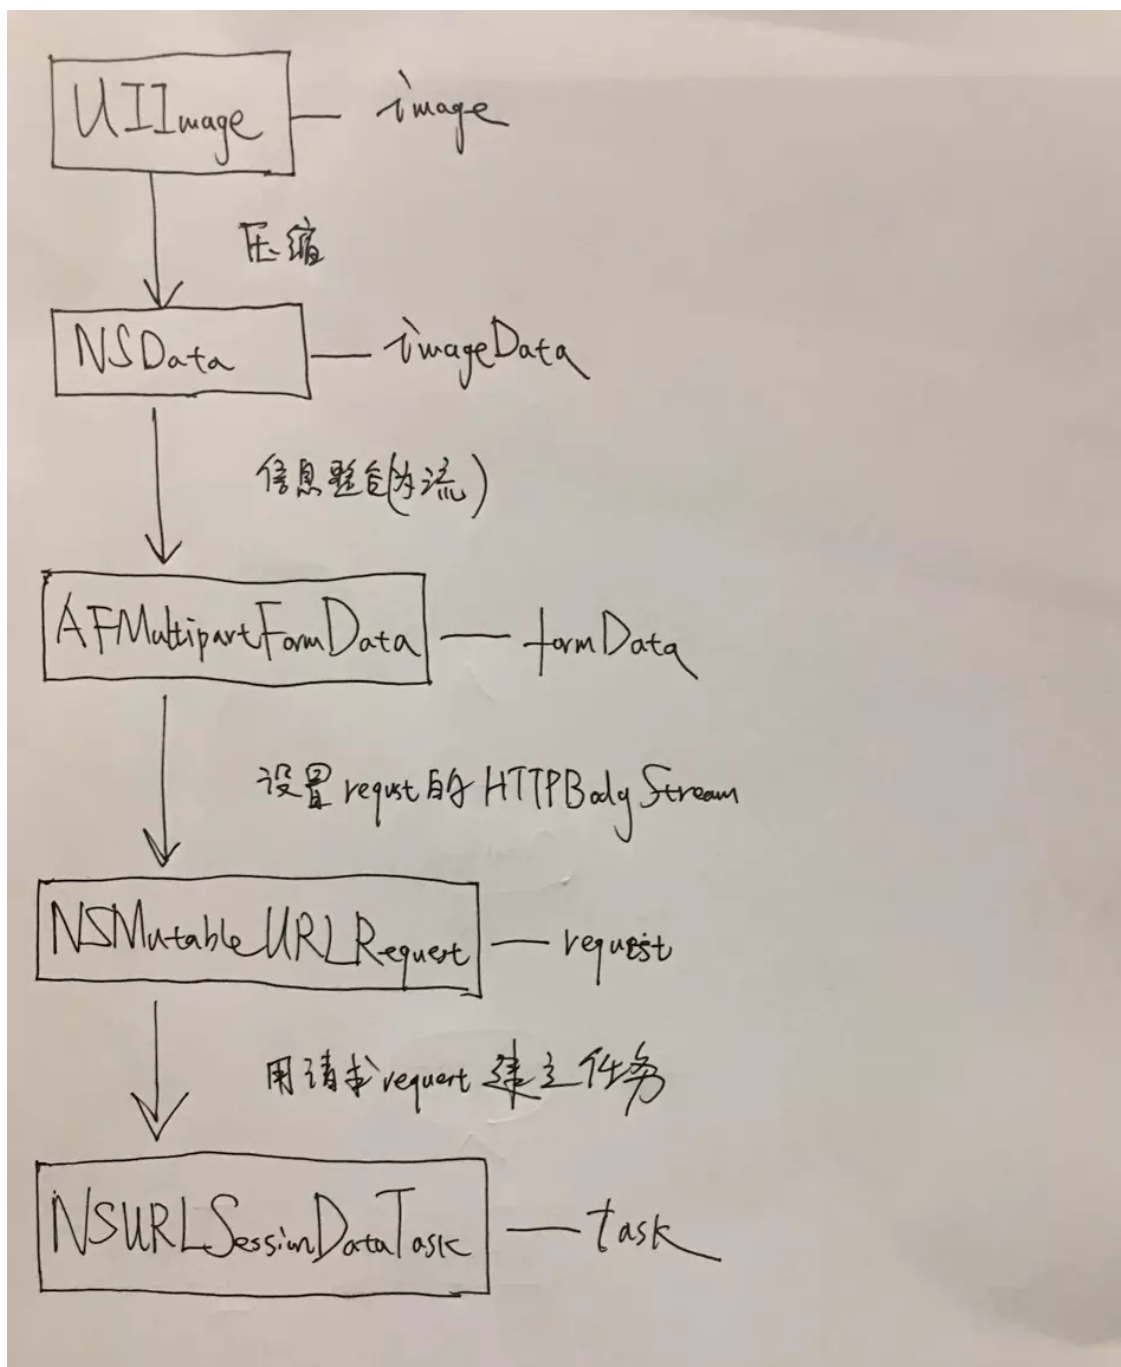 UIImage — image
压缩
NSData — imageData
信息整合(为流)
AFMultipartFormData — formData
设置requst的HTTPBodyStream
NSMutableURLRequest — request
用请求request建立任务
NSURLSessionDataTask — task